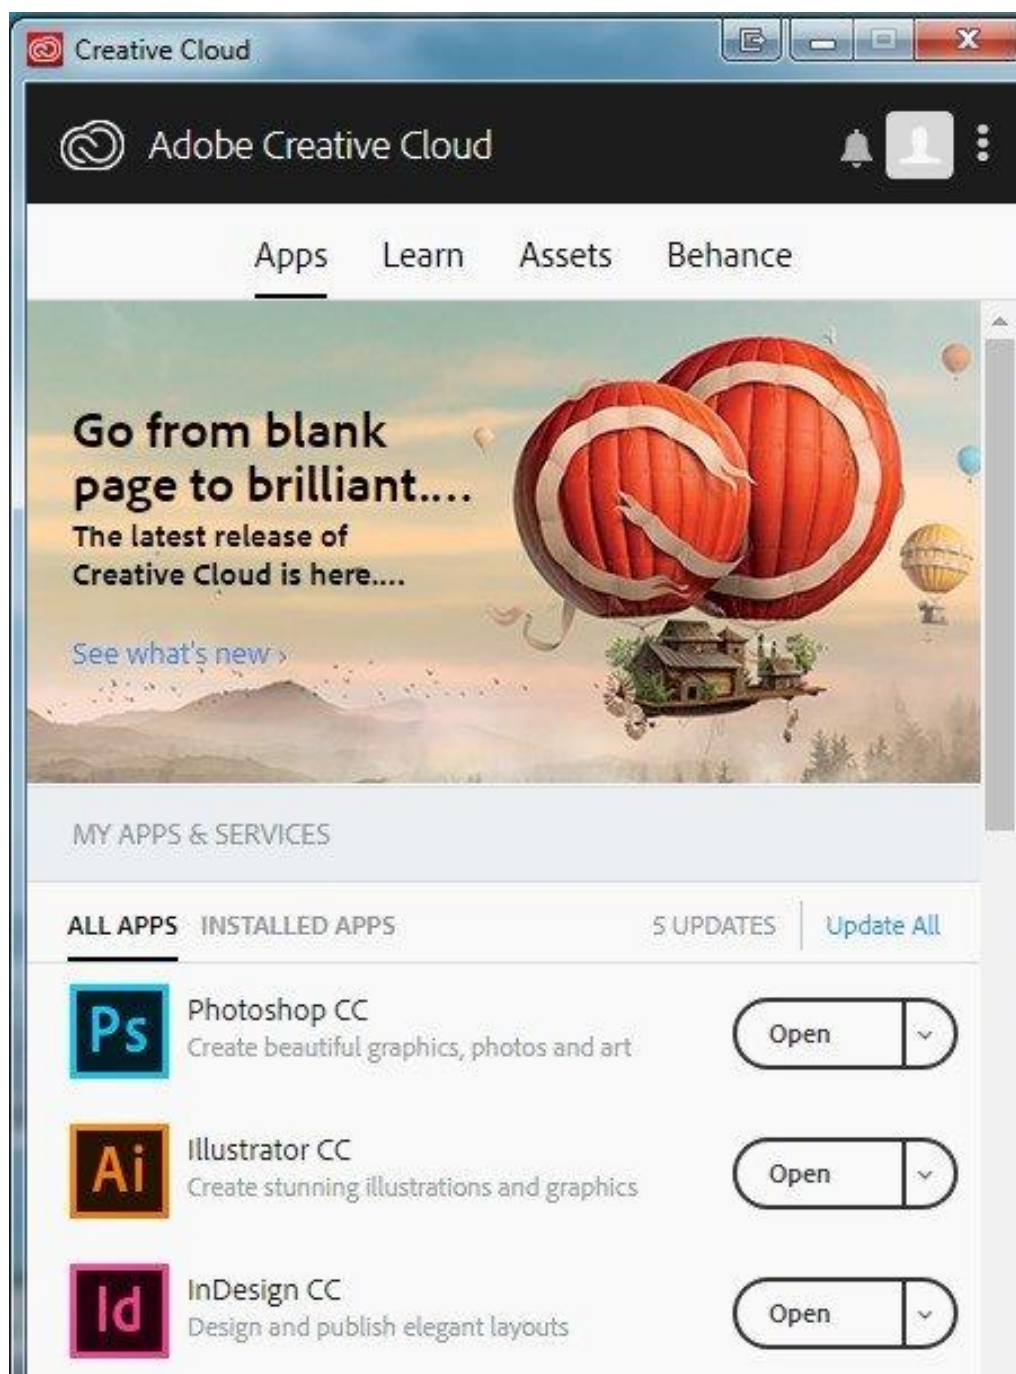 Creative Cloud
Adobe Creative Cloud
Apps Learn Assets Behance
Go from blank
page to brilliant....
The latest release of
Creative Cloud is here....
See what's new ›
MY APPS & SERVICES
ALL APPS INSTALLED APPS 5 UPDATES Update All
Ps
Photoshop CC
Create beautiful graphics, photos and art
Open
Ai
Illustrator CC
Create stunning illustrations and graphics
Open
Id
InDesign CC
Design and publish elegant layouts
Open